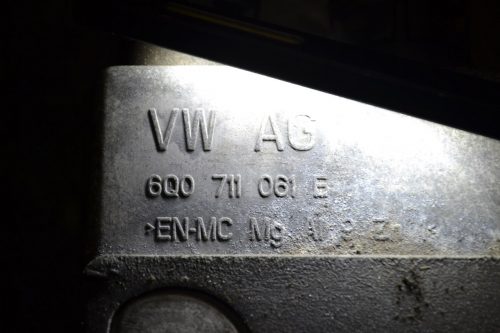 VW AG
6Q0 711 061 E
>EN-MC Mg